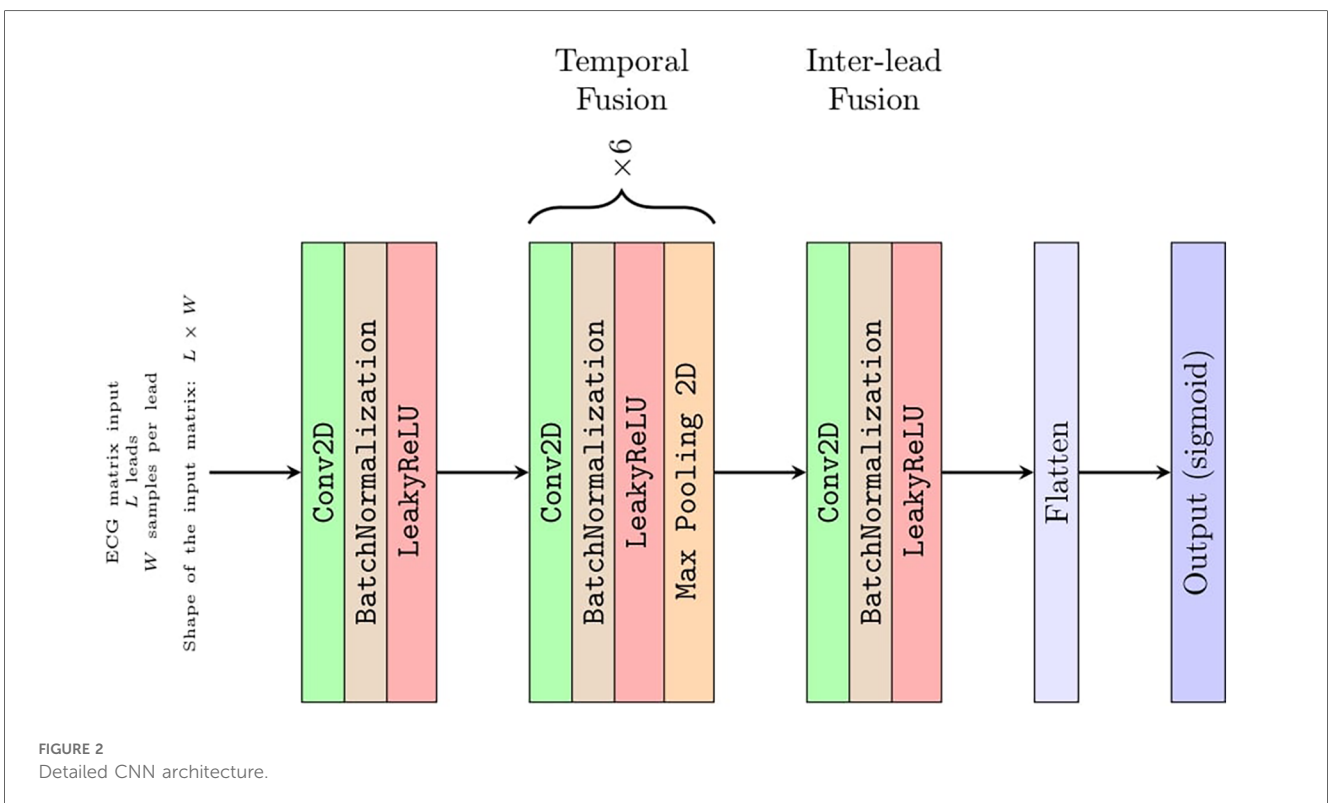 Temporal
Fusion
×6
Inter-lead
Fusion
ECG matrix input
L leads
W samples per lead
Shape of the input matrix: L × W
Conv2D
BatchNormalization
LeakyReLU
Conv2D
BatchNormalization
LeakyReLU
Max Pooling 2D
Conv2D
BatchNormalization
LeakyReLU
Flatten
Output (sigmoid)
FIGURE 2
Detailed CNN architecture.